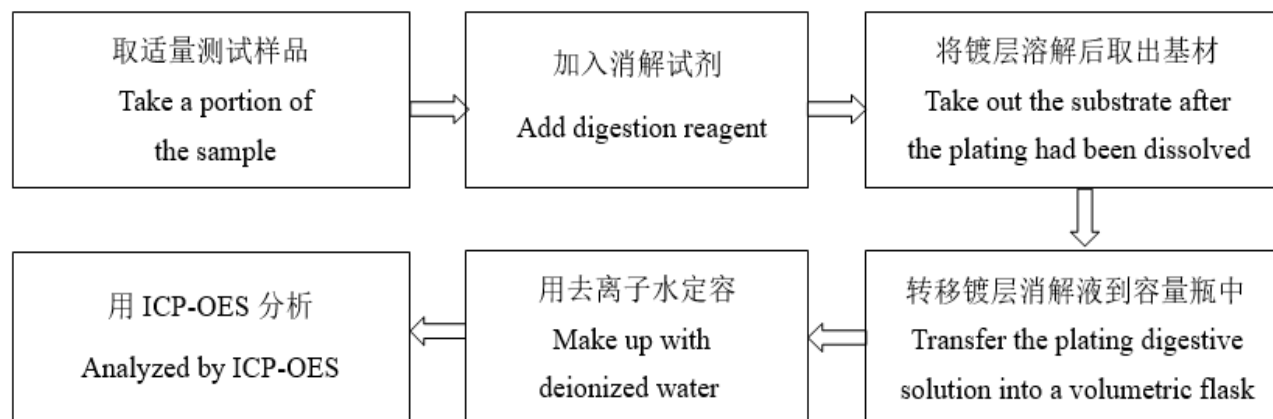 取适量测试样品
Take a portion of
the sample
加入消解试剂
Add digestion reagent
将镀层溶解后取出基材
Take out the substrate after
the plating had been dissolved
转移镀层消解液到容量瓶中
Transfer the plating digestive
solution into a volumetric flask
用去离子水定容
Make up with
deionized water
用 ICP-OES 分析
Analyzed by ICP-OES